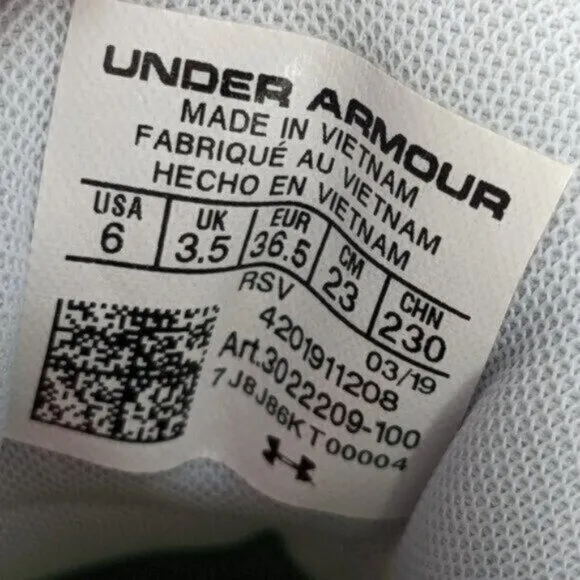 UNDER ARMOUR
MADE IN VIETNAM
FABRIQUÉ AU VIETNAM
HECHO EN VIETNAM
USA UK EUR CM CHN
6 3.5 36.5 23 230
RSV 03/19
4201911208
Art.3022209-100
7J8J86KT00004